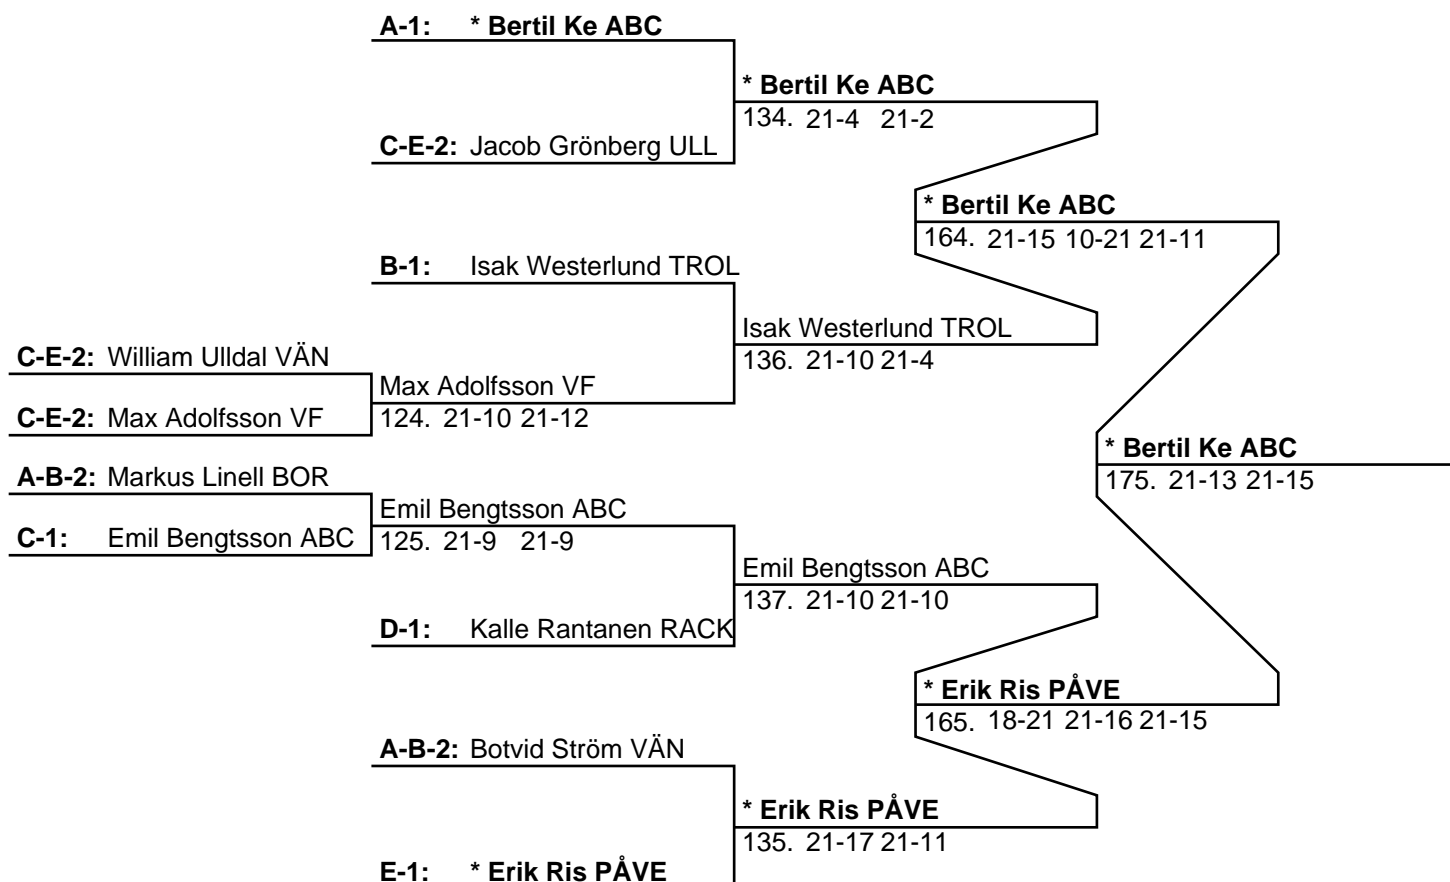 A-1: * Bertil Ke ABC
* Bertil Ke ABC
134. 21-4 21-2
C-E-2: Jacob Grönberg ULL
* Bertil Ke ABC
164. 21-15 10-21 21-11
B-1: Isak Westerlund TROL
Isak Westerlund TROL
136. 21-10 21-4
C-E-2: William Ulldal VÄN
Max Adolfsson VF
124. 21-10 21-12
C-E-2: Max Adolfsson VF
* Bertil Ke ABC
175. 21-13 21-15
A-B-2: Markus Linell BOR
Emil Bengtsson ABC
125. 21-9 21-9
C-1: Emil Bengtsson ABC
Emil Bengtsson ABC
137. 21-10 21-10
D-1: Kalle Rantanen RACK
* Erik Ris PÅVE
165. 18-21 21-16 21-15
A-B-2: Botvid Ström VÄN
* Erik Ris PÅVE
135. 21-17 21-11
E-1: * Erik Ris PÅVE